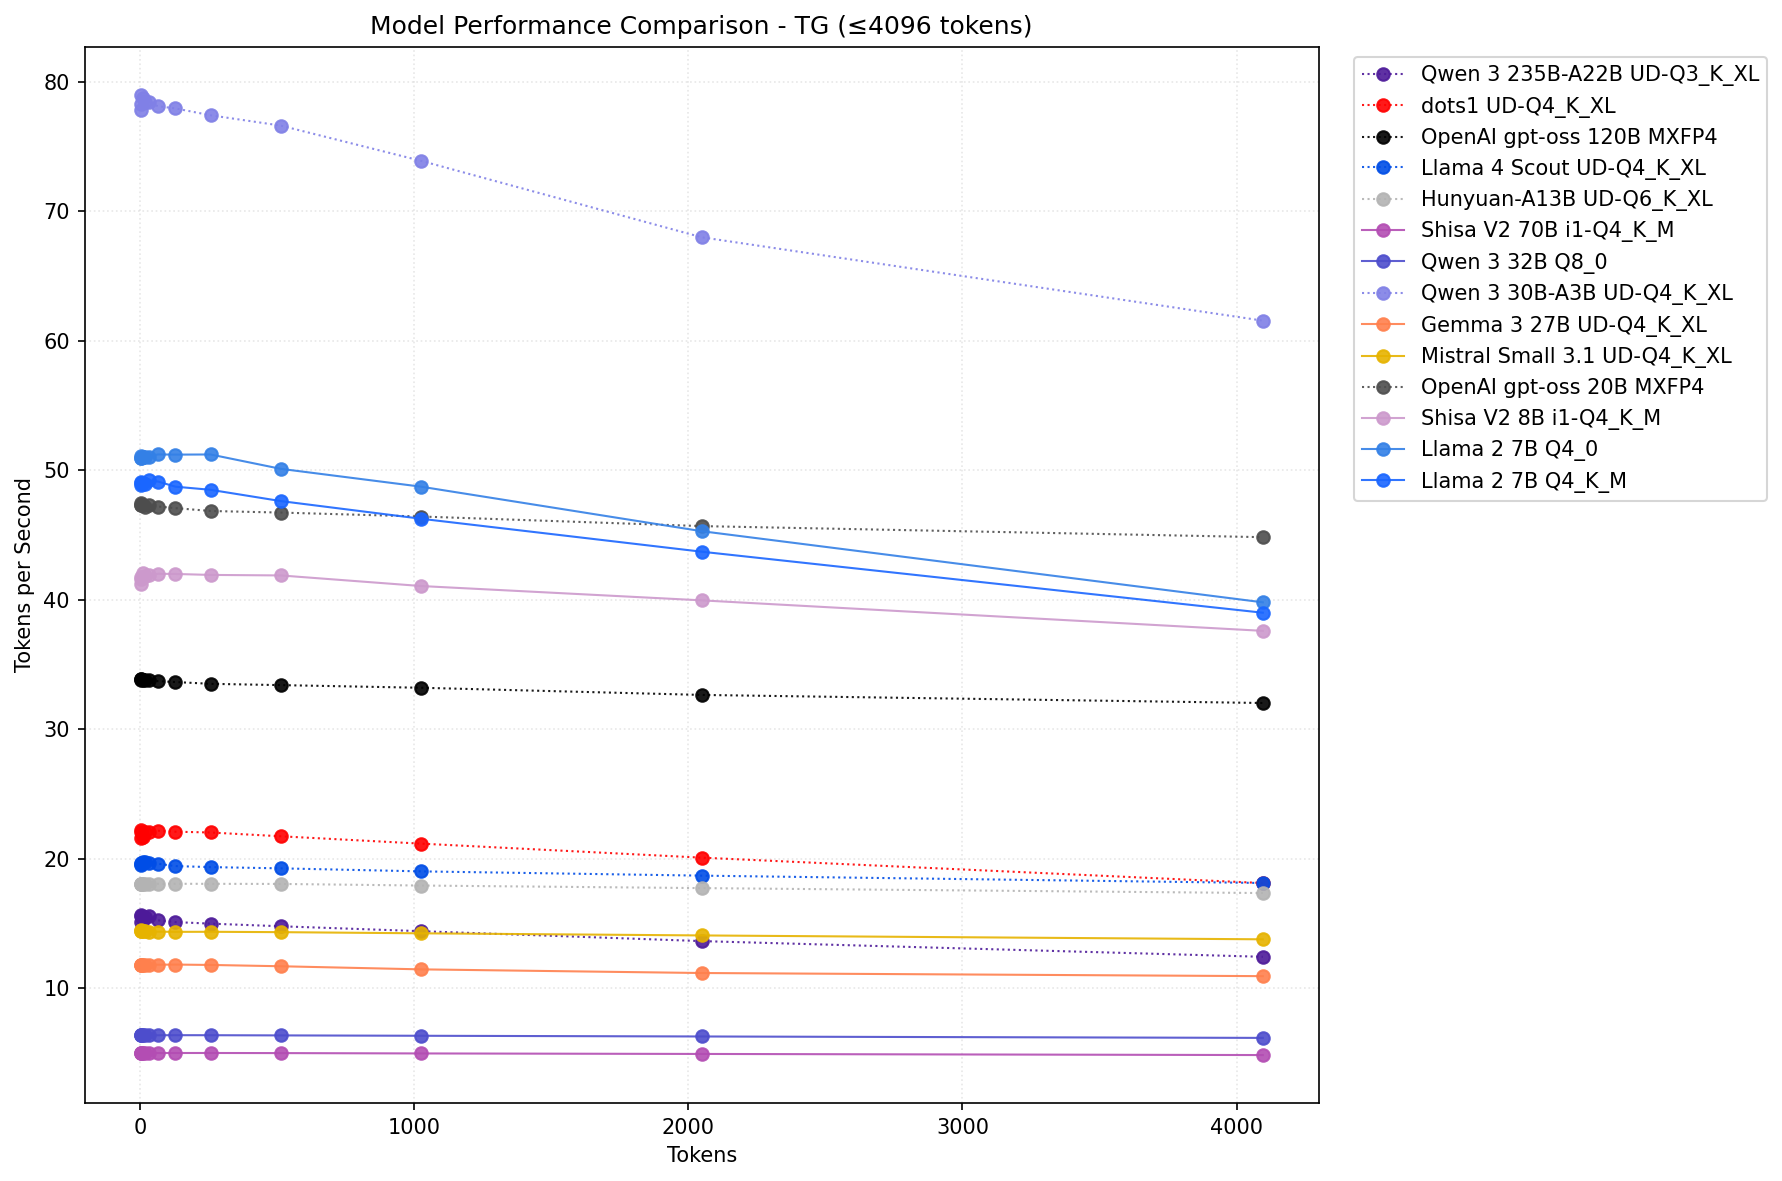 Model Performance Comparison - TG (≤4096 tokens)
80
70
60
50
40
30
20
10
Tokens per Second
0
1000
2000
3000
4000
Tokens
Qwen 3 235B-A22B UD-Q3_K_XL
dots1 UD-Q4_K_XL
OpenAI gpt-oss 120B MXFP4
Llama 4 Scout UD-Q4_K_XL
Hunyuan-A13B UD-Q6_K_XL
Shisa V2 70B i1-Q4_K_M
Qwen 3 32B Q8_0
Qwen 3 30B-A3B UD-Q4_K_XL
Gemma 3 27B UD-Q4_K_XL
Mistral Small 3.1 UD-Q4_K_XL
OpenAI gpt-oss 20B MXFP4
Shisa V2 8B i1-Q4_K_M
Llama 2 7B Q4_0
Llama 2 7B Q4_K_M